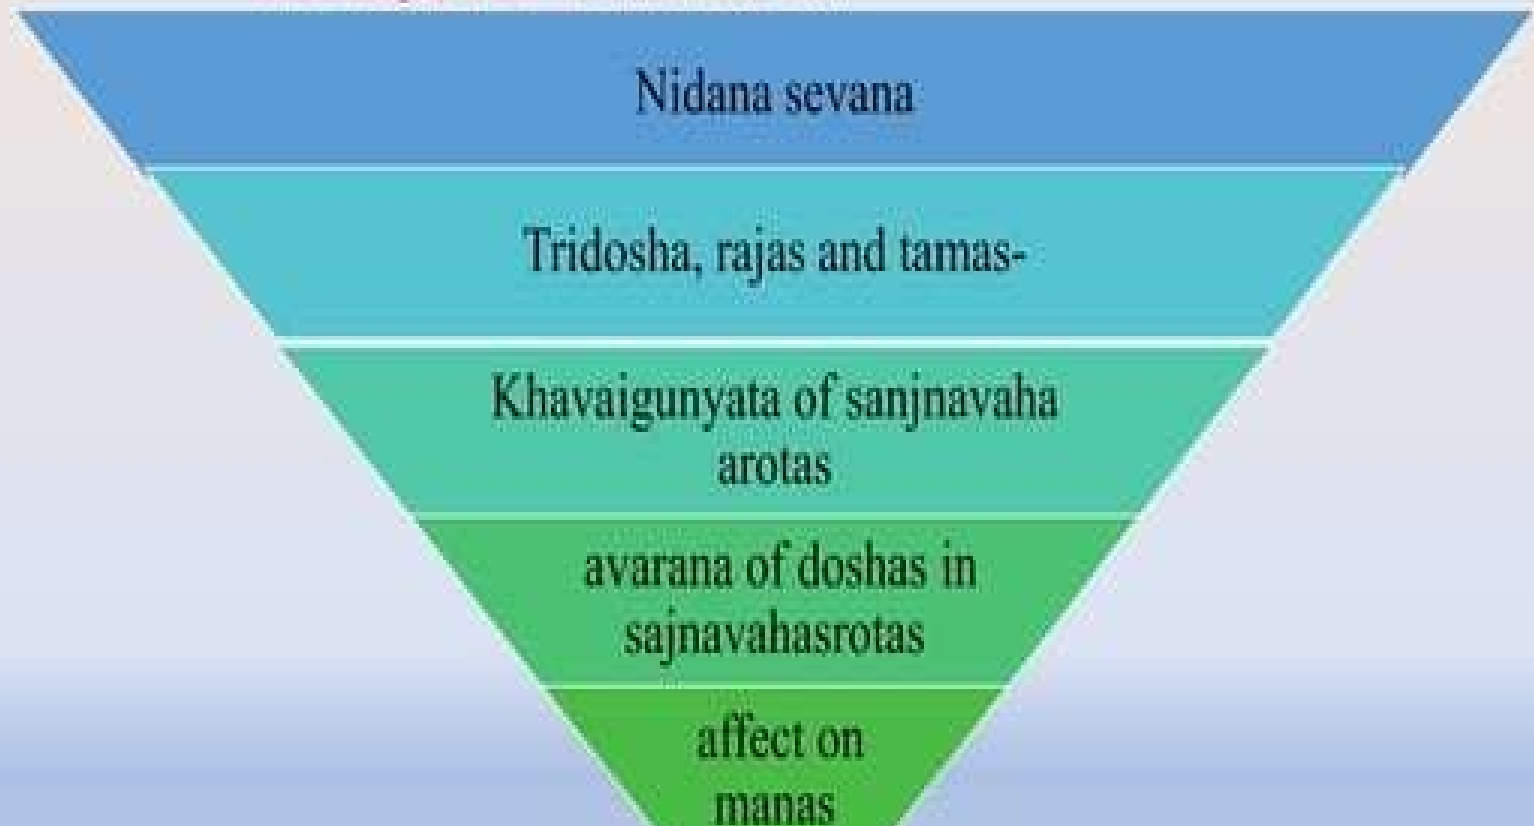 Nidana sevana
Tridosha, rajas and tamas-
Khavaigunyata of sanjnavaha
arotas
avarana of doshas in
sajnavahasrotas
affect on
manas